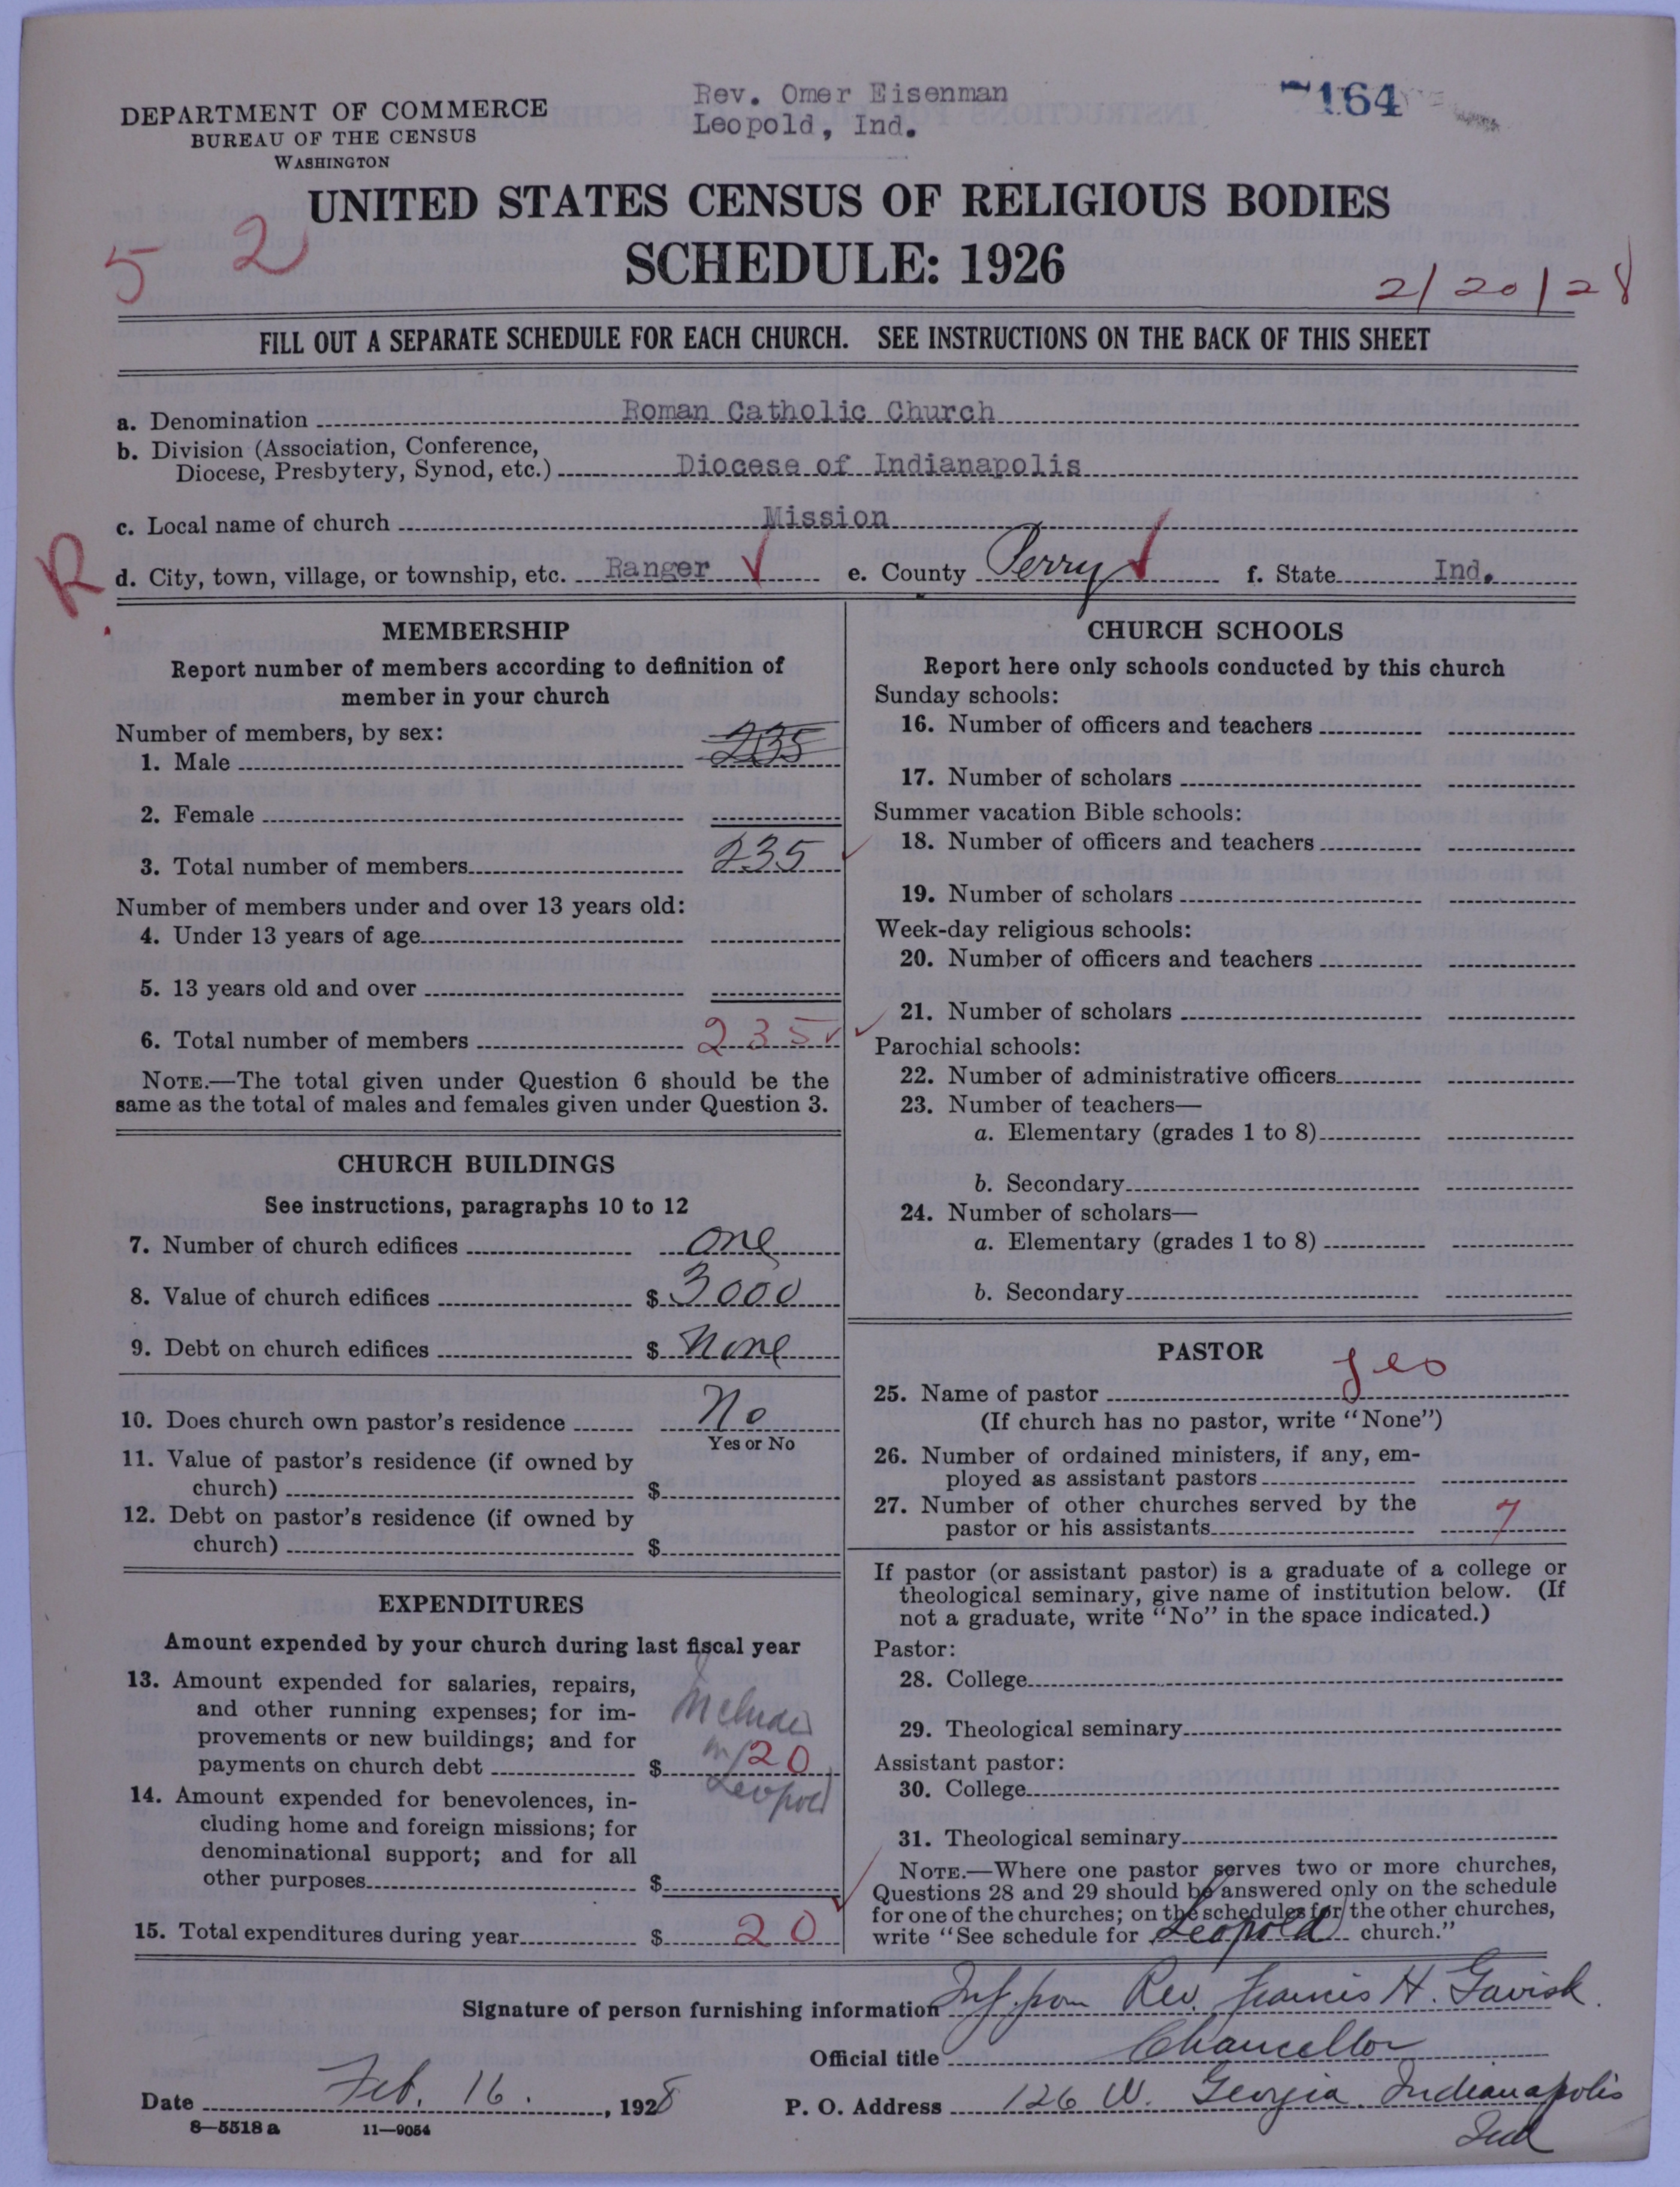 Rev. Omer Eisenman
Leopold, Ind.
7164
DEPARTMENT OF COMMERCE
BUREAU OF THE CENSUS
WASHINGTON
UNITED STATES CENSUS OF RELIGIOUS BODIES
SCHEDULE: 1926
5 2
2/20/28
FILL OUT A SEPARATE SCHEDULE FOR EACH CHURCH. SEE INSTRUCTIONS ON THE BACK OF THIS SHEET
a. Denomination Roman Catholic Church
b. Division (Association, Conference,
Diocese, Presbytery, Synod, etc.) Diocese of Indianapolis
c. Local name of church Mission
R
d. City, town, village, or township, etc. Ranger e. County Perry f. State Ind.
MEMBERSHIP
Report number of members according to definition of
member in your church
Number of members, by sex:
1. Male 235
2. Female
3. Total number of members 235
Number of members under and over 13 years old:
4. Under 13 years of age
5. 13 years old and over
6. Total number of members 235
NOTE.—The total given under Question 6 should be the
same as the total of males and females given under Question 3.
CHURCH BUILDINGS
See instructions, paragraphs 10 to 12
7. Number of church edifices one
8. Value of church edifices $ 3000
9. Debt on church edifices $ None
10. Does church own pastor's residence No
Yes or No
11. Value of pastor's residence (if owned by
church) $
12. Debt on pastor's residence (if owned by
church) $
EXPENDITURES
Amount expended by your church during last fiscal year
13. Amount expended for salaries, repairs,
and other running expenses; for im-
provements or new buildings; and for
payments on church debt $ 20
Included
in
Leopold
14. Amount expended for benevolences, in-
cluding home and foreign missions; for
denominational support; and for all
other purposes $
15. Total expenditures during year $ 20
CHURCH SCHOOLS
Report here only schools conducted by this church
Sunday schools:
16. Number of officers and teachers
17. Number of scholars
Summer vacation Bible schools:
18. Number of officers and teachers
19. Number of scholars
Week-day religious schools:
20. Number of officers and teachers
21. Number of scholars
Parochial schools:
22. Number of administrative officers
23. Number of teachers—
a. Elementary (grades 1 to 8)
b. Secondary
24. Number of scholars—
a. Elementary (grades 1 to 8)
b. Secondary
PASTOR
25. Name of pastor yes
(If church has no pastor, write "None")
26. Number of ordained ministers, if any, em-
ployed as assistant pastors
27. Number of other churches served by the
pastor or his assistants 7
If pastor (or assistant pastor) is a graduate of a college or
theological seminary, give name of institution below. (If
not a graduate, write "No" in the space indicated.)
Pastor:
28. College
29. Theological seminary
Assistant pastor:
30. College
31. Theological seminary
NOTE.—Where one pastor serves two or more churches,
Questions 28 and 29 should be answered only on the schedule
for one of the churches; on the schedules for the other churches,
write "See schedule for Leopold church."
Signature of person furnishing information Inf. from Rev. Francis H. Gavisk.
Official title Chancellor
Date Feb. 16. , 1928 P. O. Address 126 W. Georgia. Indianapolis
Ind
8—5518 a 11—9054